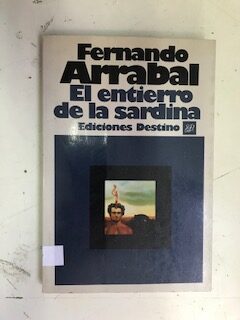 Fernando
Arrabal
El entierro
de la sardina
Ediciones Destino